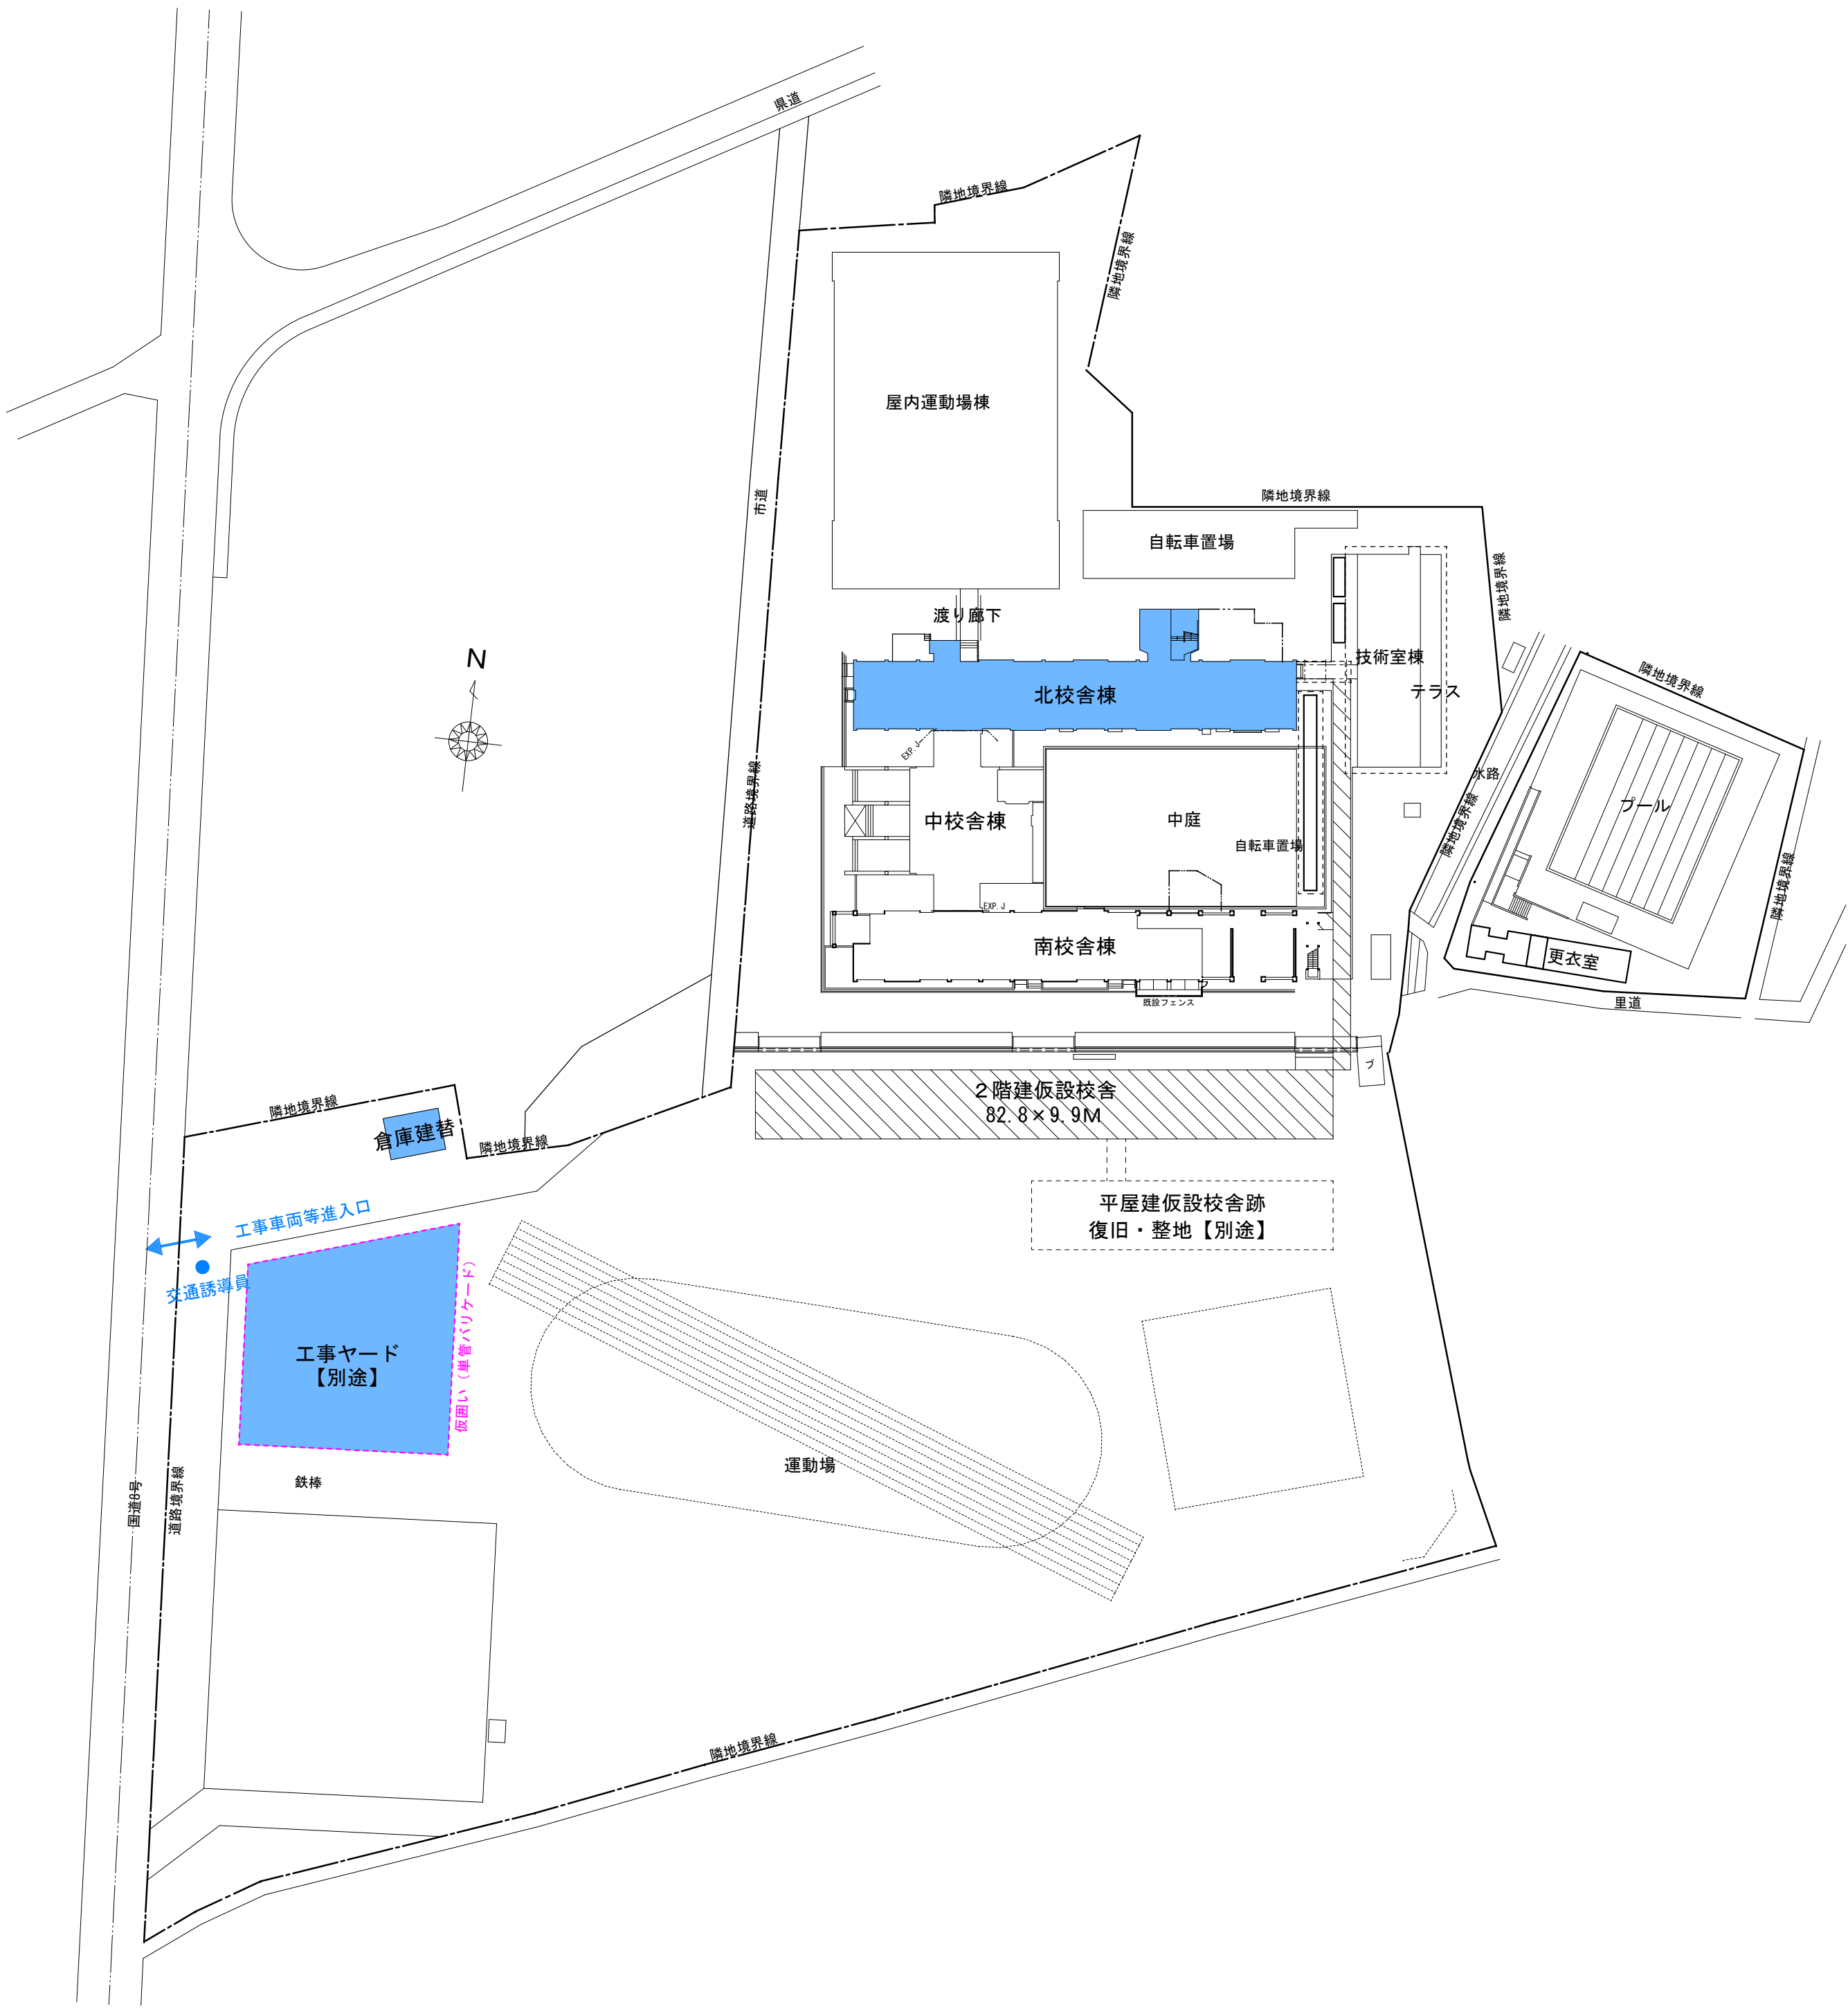 県道
隣地境界線
隣地境界線
屋内運動場棟
市道
隣地境界線
自転車置場
隣地境界線
渡り廊下
N
技術室棟
隣地境界線
北校舎棟
テラス
EXP.J
水路
道路境界線
プール
中校舎棟
中庭
隣地境界線
自転車置場
隣地境界線
EXP.J
南校舎棟
更衣室
既設フェンス
里道
プ
2階建仮設校舎
82.8×9.9M
隣地境界線
倉庫建替
隣地境界線
平屋建仮設校舎跡
復旧・整地【別途】
工事車両等進入口
交通誘導員
仮囲い（単管バリケード）
工事ヤード
【別途】
運動場
鉄棒
国道8号
道路境界線
隣地境界線